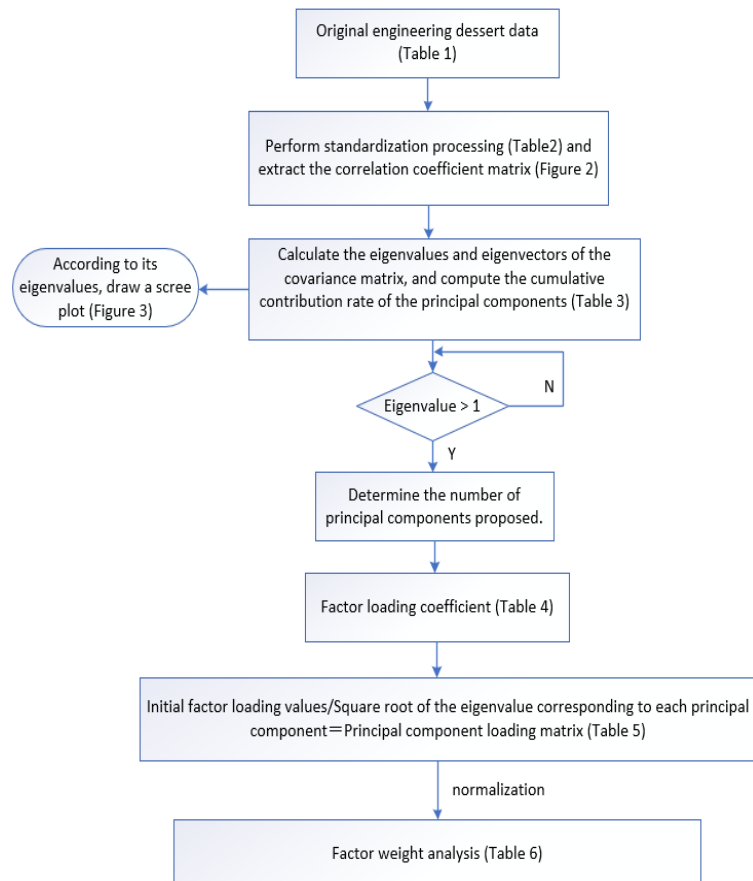 Original engineering dessert data
(Table 1)
Perform standardization processing (Table2) and
extract the correlation coefficient matrix (Figure 2)
Calculate the eigenvalues and eigenvectors of the
covariance matrix, and compute the cumulative
contribution rate of the principal components (Table 3)
According to its
eigenvalues, draw a scree
plot (Figure 3)
Eigenvalue > 1
N
Y
Determine the number of
principal components proposed.
Factor loading coefficient (Table 4)
Initial factor loading values/Square root of the eigenvalue corresponding to each principal
component＝Principal component loading matrix (Table 5)
normalization
Factor weight analysis (Table 6)